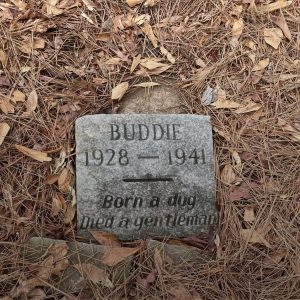 BUDDIE
1928 — 1941
Born a dog
Died a gentleman